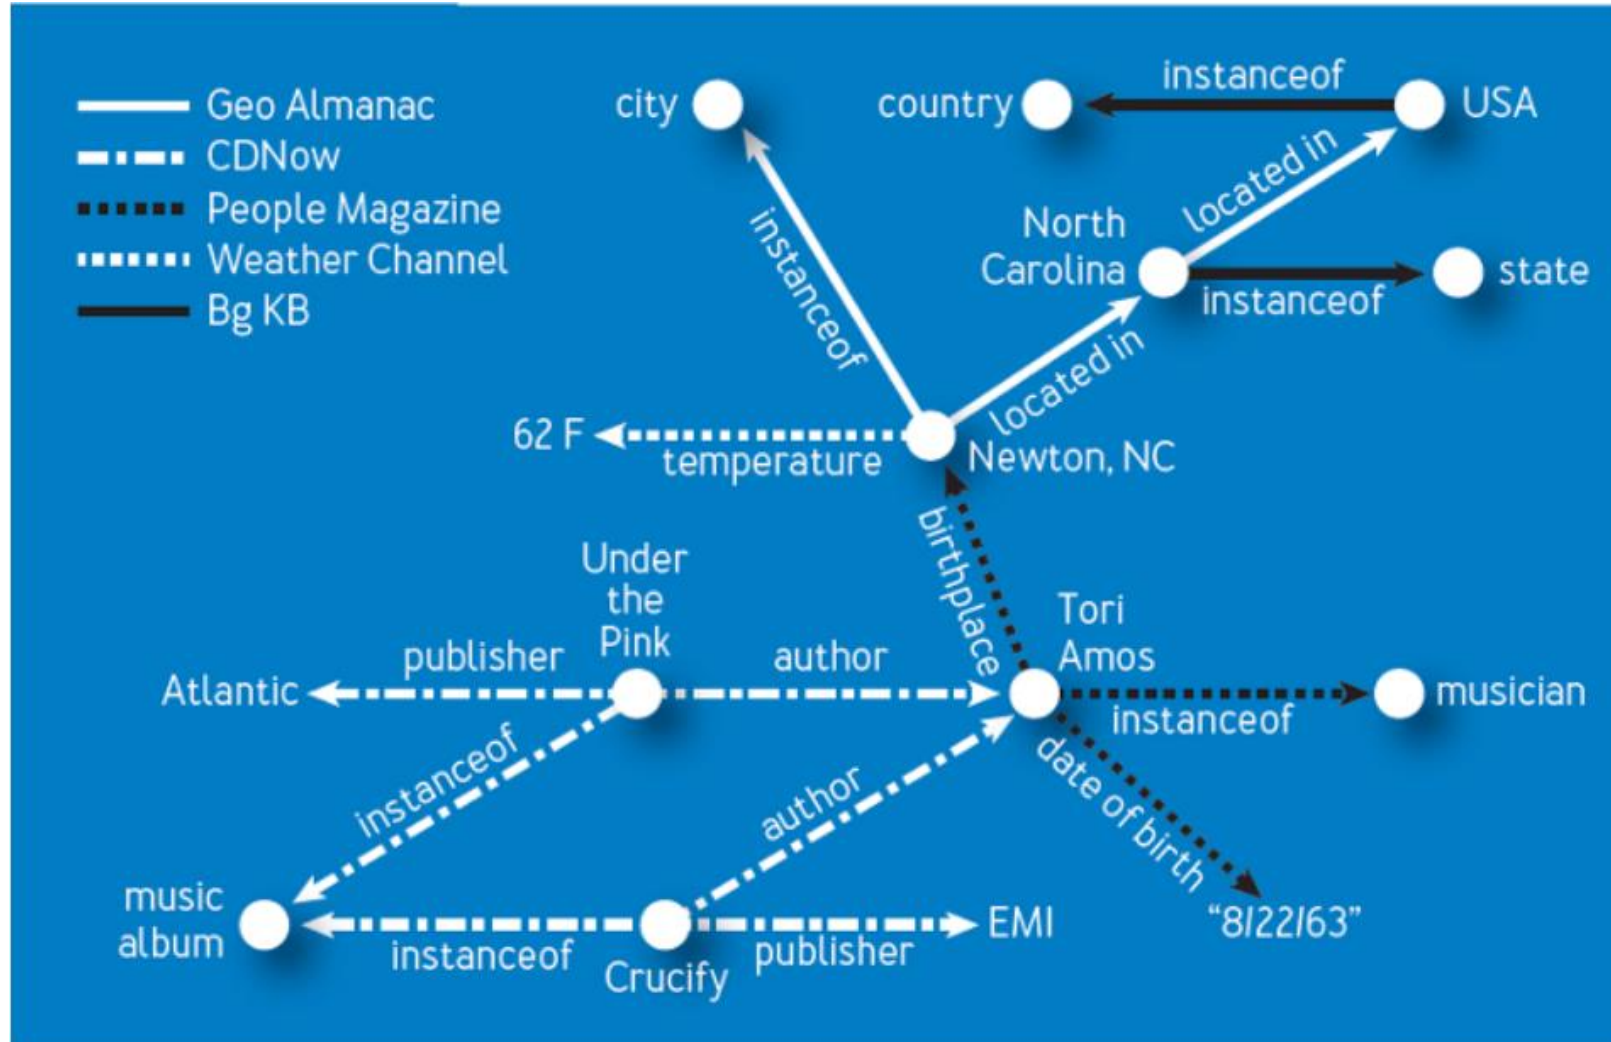 Geo Almanac
CDNow
People Magazine
Weather Channel
Bg KB
city
country
instanceof
USA
located in
North
Carolina
instanceof
state
instanceof
located in
62 F
temperature
Newton, NC
birthplace
Under
the
Pink
Tori
Amos
publisher
author
Atlantic
instanceof
musician
instanceof
author
date of birth
music
album
instanceof
Crucify
publisher
EMI
“8/22/63”